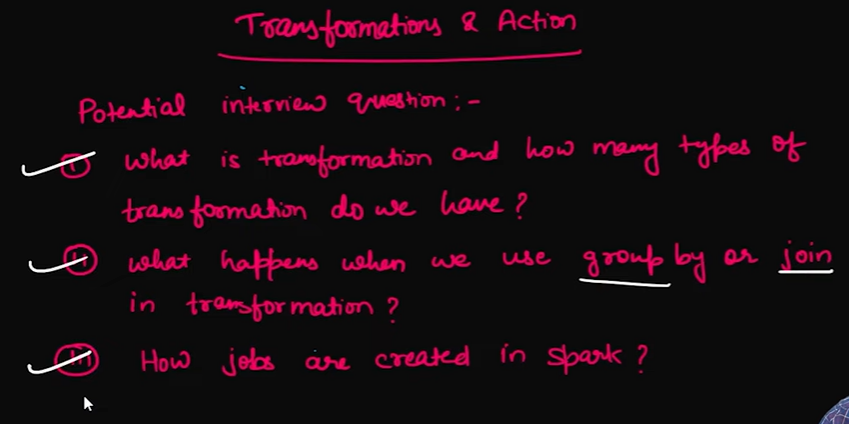 Transformations & Action
Potential interview question:-
(i) what is transformation and how many types of
transformation do we have?
(ii) what happens when we use group by or join
in transformation?
(iii) How jobs are created in spark?